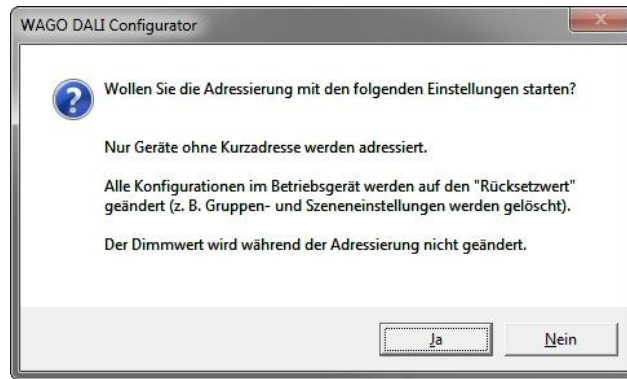 WAGO DALI Configurator
Wollen Sie die Adressierung mit den folgenden Einstellungen starten?
Nur Geräte ohne Kurzadresse werden adressiert.
Alle Konfigurationen im Betriebsgerät werden auf den "Rücksetzwert"
geändert (z. B. Gruppen- und Szeneneinstellungen werden gelöscht).
Der Dimmwert wird während der Adressierung nicht geändert.
Ja
Nein